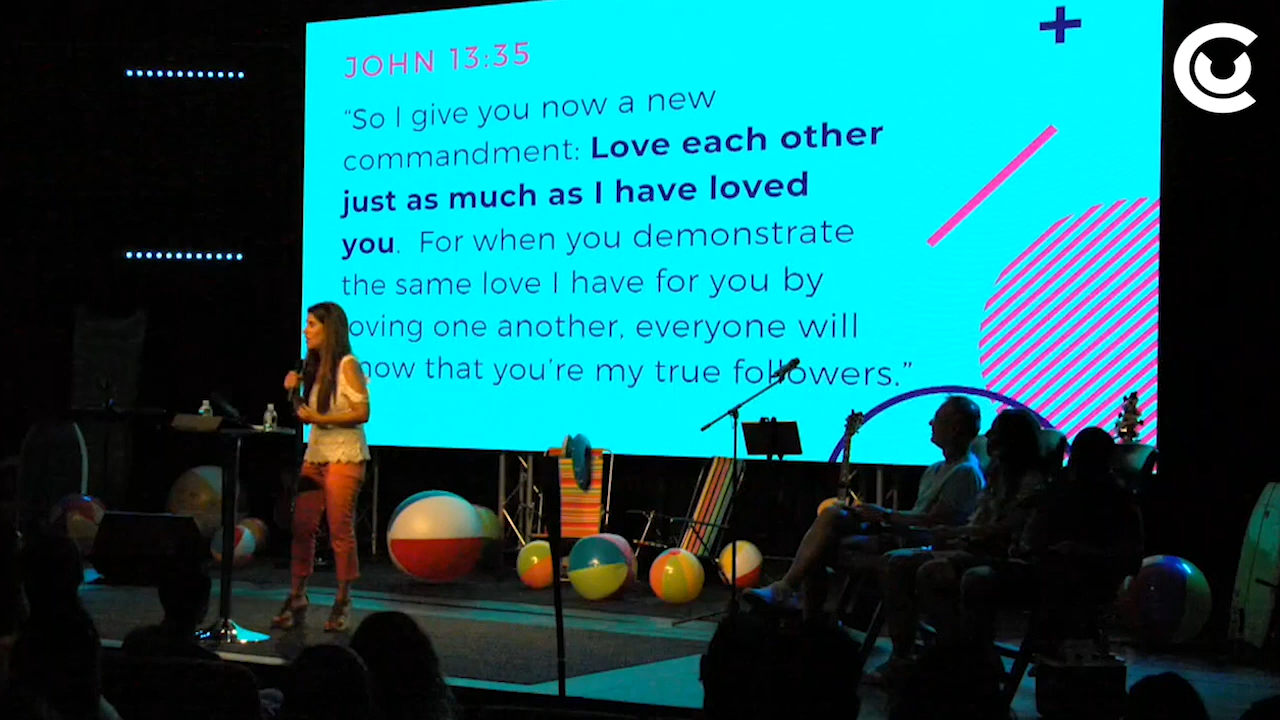 JOHN 13:35
“So I give you now a new
commandment: Love each other
just as much as I have loved
you. For when you demonstrate
the same love I have for you by
oving one another, everyone will
now that you’re my true followers.”